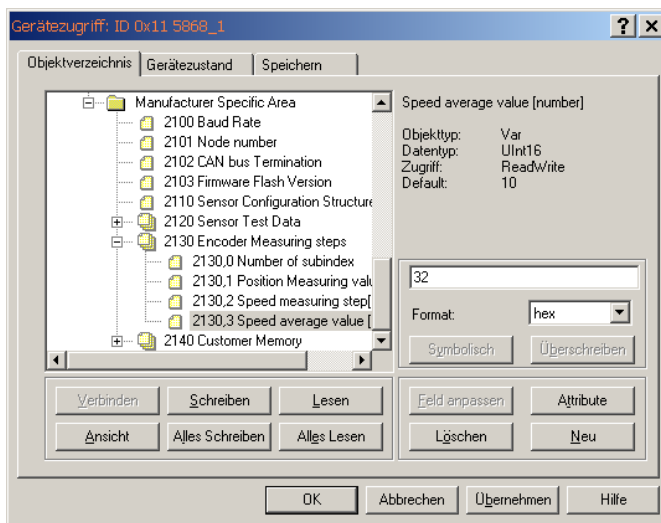 Gerätezugriff: ID 0x11 5868_1
Objektverzeichnis Gerätezustand Speichern
Manufacturer Specific Area
2100 Baud Rate
2101 Node number
2102 CAN bus Termination
2103 Firmware Flash Version
2110 Sensor Configuration Structure
2120 Sensor Test Data
2130 Encoder Measuring steps
2130,0 Number of subindex
2130,1 Position Measuring valu
2130,2 Speed measuring step[
2130,3 Speed average value [
2140 Customer Memory
Speed average value [number]
Objekttyp: Var
Datentyp: UInt16
Zugriff: ReadWrite
Default: 10
32
Format: hex
Symbolisch Überschreiben
Verbinden Schreiben Lesen
Ansicht Alles Schreiben Alles Lesen
Feld anpassen Attribute
Löschen Neu
OK Abbrechen Übernehmen Hilfe